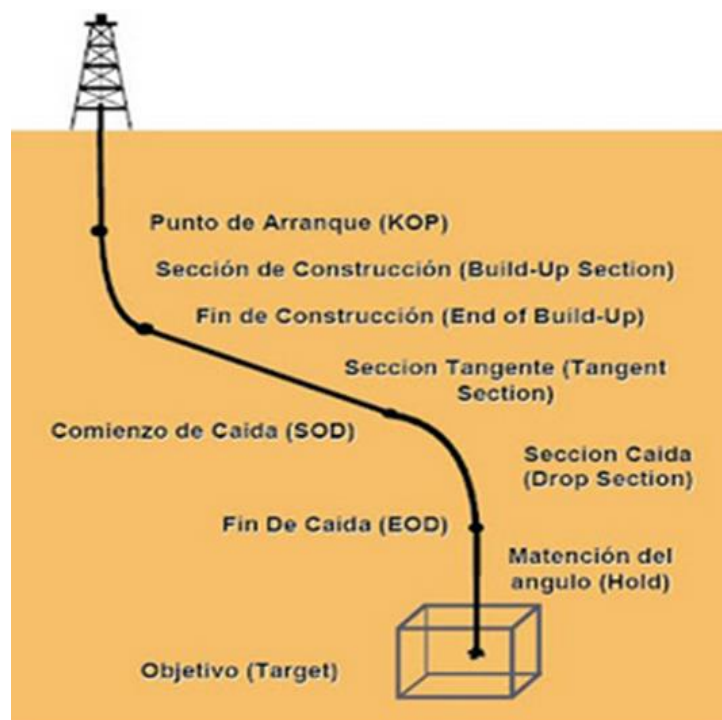 Punto de Arranque (KOP)
Sección de Construcción (Build-Up Section)
Fin de Construcción (End of Build-Up)
Seccion Tangente (Tangent
Section)
Comienzo de Caida (SOD)
Seccion Caida
(Drop Section)
Fin De Caida (EOD)
Matención del
angulo (Hold)
Objetivo (Target)